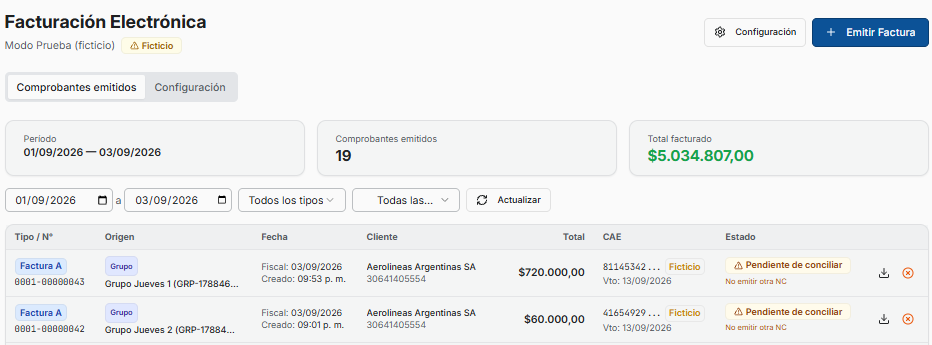 Facturación Electrónica
Modo Prueba (ficticio) Ficticio
Configuración
Emitir Factura
Comprobantes emitidos Configuración
Período
01/09/2026 — 03/09/2026
Comprobantes emitidos
19
Total facturado
$5.034.807,00
01/09/2026 a 03/09/2026 Todos los tipos Todas las... Actualizar
Tipo / N° Origen Fecha Cliente Total CAE Estado
Factura A
0001-00000043
Grupo
Grupo Jueves 1 (GRP-178846...
Fiscal: 03/09/2026
Creado: 09:53 p. m.
Aerolineas Argentinas SA
30641405554
$720.000,00
81145342... Ficticio
Vto: 13/09/2026
Pendiente de conciliar
No emitir otra NC
Factura A
0001-00000042
Grupo
Grupo Jueves 2 (GRP-17884...
Fiscal: 03/09/2026
Creado: 09:01 p. m.
Aerolineas Argentinas SA
30641405554
$60.000,00
41654929... Ficticio
Vto: 13/09/2026
Pendiente de conciliar
No emitir otra NC